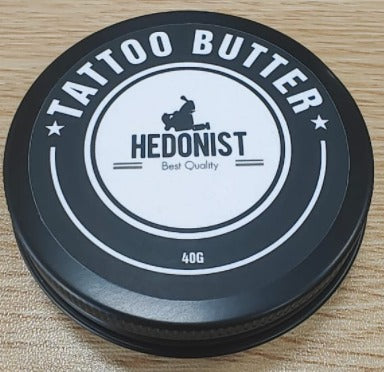 TATTOO BUTTER
HEDONIST
Best Quality
40G